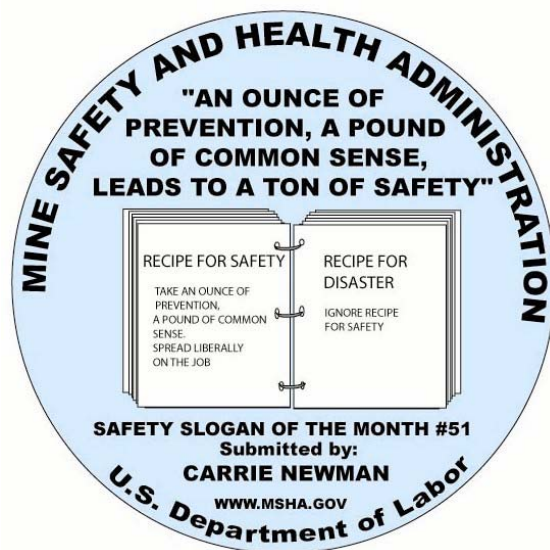 MINE SAFETY AND HEALTH ADMINISTRATION
"AN OUNCE OF
PREVENTION, A POUND
OF COMMON SENSE,
LEADS TO A TON OF SAFETY"
RECIPE FOR SAFETY
TAKE AN OUNCE OF
PREVENTION,
A POUND OF COMMON
SENSE.
SPREAD LIBERALLY
ON THE JOB
RECIPE FOR
DISASTER
IGNORE RECIPE
FOR SAFETY
SAFETY SLOGAN OF THE MONTH #51
Submitted by:
CARRIE NEWMAN
WWW.MSHA.GOV
U.S. Department of Labor